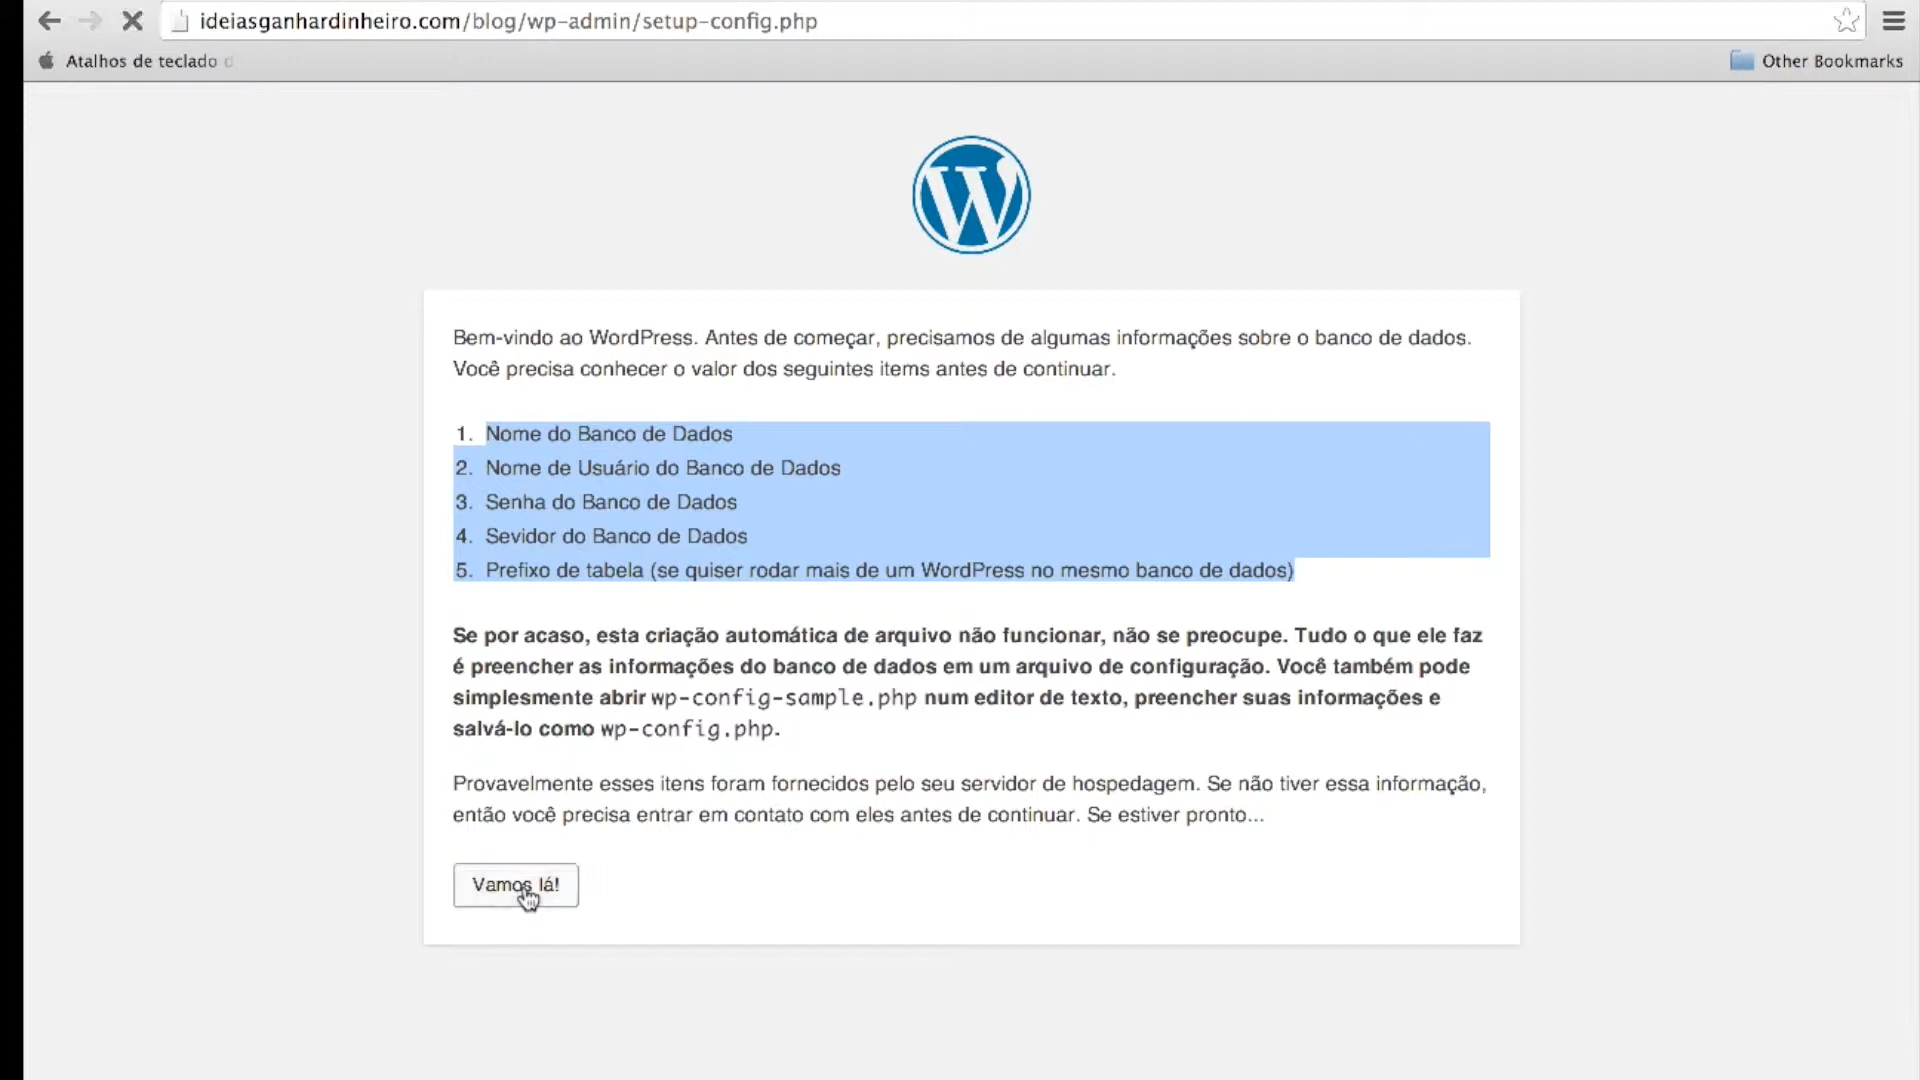 ideiasganhardinheiro.com/blog/wp-admin/setup-config.php
Atalhos de teclado d
Other Bookmarks
Bem-vindo ao WordPress. Antes de começar, precisamos de algumas informações sobre o banco de dados.
Você precisa conhecer o valor dos seguintes items antes de continuar.
1. Nome do Banco de Dados
2. Nome de Usuário do Banco de Dados
3. Senha do Banco de Dados
4. Sevidor do Banco de Dados
5. Prefixo de tabela (se quiser rodar mais de um WordPress no mesmo banco de dados)
Se por acaso, esta criação automática de arquivo não funcionar, não se preocupe. Tudo o que ele faz
é preencher as informações do banco de dados em um arquivo de configuração. Você também pode
simplesmente abrir wp-config-sample.php num editor de texto, preencher suas informações e
salvá-lo como wp-config.php.
Provavelmente esses itens foram fornecidos pelo seu servidor de hospedagem. Se não tiver essa informação,
então você precisa entrar em contato com eles antes de continuar. Se estiver pronto...
Vamos lá!